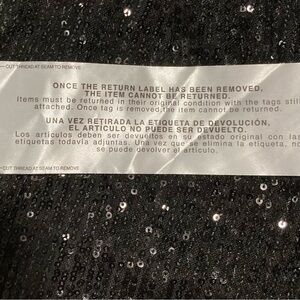 —CUT THREAD AT SEAM TO REMOVE
ONCE THE RETURN LABEL HAS BEEN REMOVED,
THE ITEM CANNOT BE RETURNED.
Items must be returned in their original condition with the tags still
attached. Once tag is removed, the item cannot be returned.
UNA VEZ RETIRADA LA ETIQUETA DE DEVOLUCIÓN,
EL ARTÍCULO NO PUEDE SER DEVUELTO.
Los artículos deben ser devueltos en su estado original con las
etiquetas todavía adjuntas. Una vez que se elimina la etiqueta, no
se puede devolver el artículo.
—CUT THREAD AT SEAM TO REMOVE